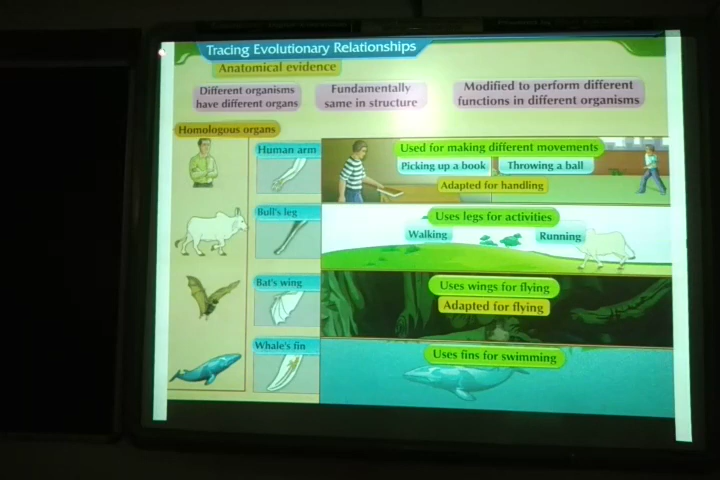 Tracing Evolutionary Relationships
Anatomical evidence
Different organisms
have different organs
Fundamentally
same in structure
Modified to perform different
functions in different organisms
Homologous organs
Human arm
Used for making different movements
Picking up a book
Throwing a ball
Adapted for handling
Bull's leg
Uses legs for activities
Walking
Running
Bat's wing
Uses wings for flying
Adapted for flying
Whale's fin
Uses fins for swimming